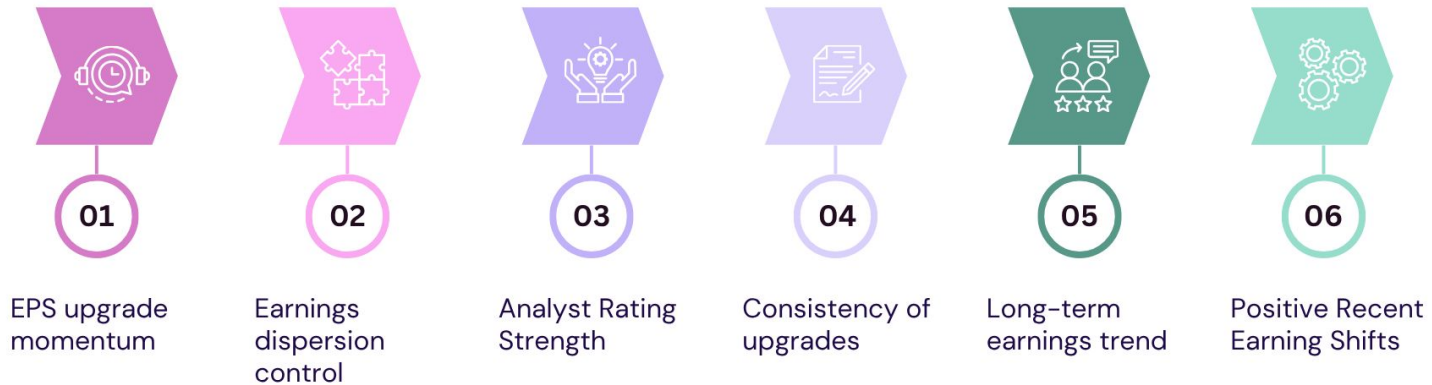 01
02
03
04
05
06
EPS upgrade
momentum
Earnings
dispersion
control
Analyst Rating
Strength
Consistency of
upgrades
Long-term
earnings trend
Positive Recent
Earning Shifts